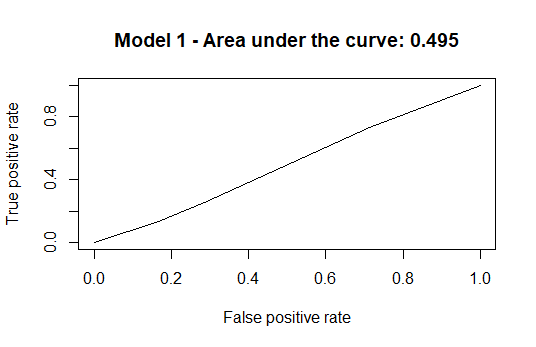 Model 1 - Area under the curve: 0.495
True positive rate
0.8
0.4
0.0
0.0 0.2 0.4 0.6 0.8 1.0
False positive rate